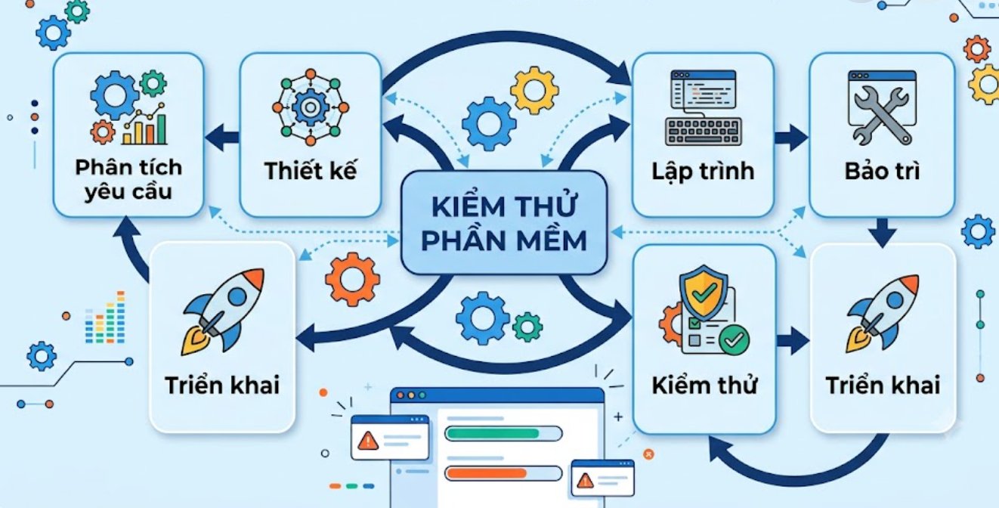 Phân tích
yêu cầu
Thiết kế
Lập trình
Bảo trì
KIỂM THỬ
PHẦN MỀM
Triển khai
Kiểm thử
Triển khai